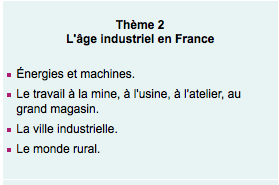 Thème 2
L'âge industriel en France
Énergies et machines.
Le travail à la mine, à l'usine, à l'atelier, au
grand magasin.
La ville industrielle.
Le monde rural.